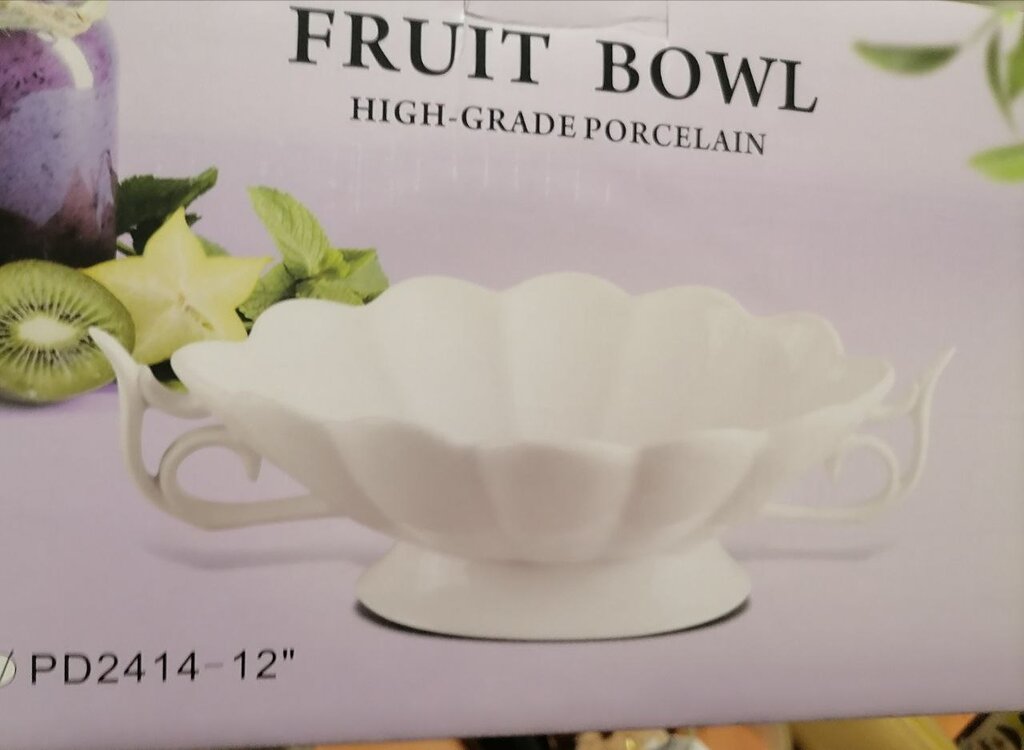 FRUIT BOWL
HIGH-GRADE PORCELAIN
PD2414-12"